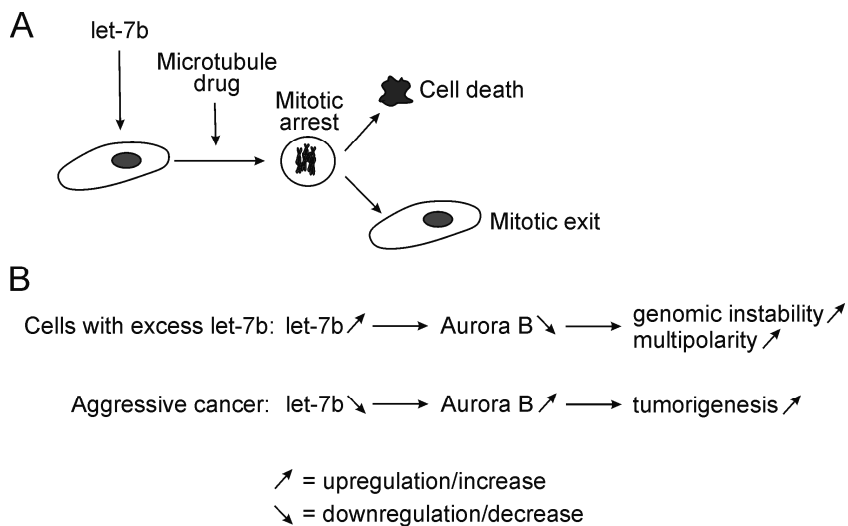 A
let-7b
Microtubule
drug
Mitotic
arrest
Cell death
Mitotic exit
B
Cells with excess let-7b: let-7b ↗ → Aurora B ↘ → genomic instability ↗
multipolarity ↗
Aggressive cancer: let-7b ↘ → Aurora B ↗ → tumorigenesis ↗
↗ = upregulation/increase
↘ = downregulation/decrease